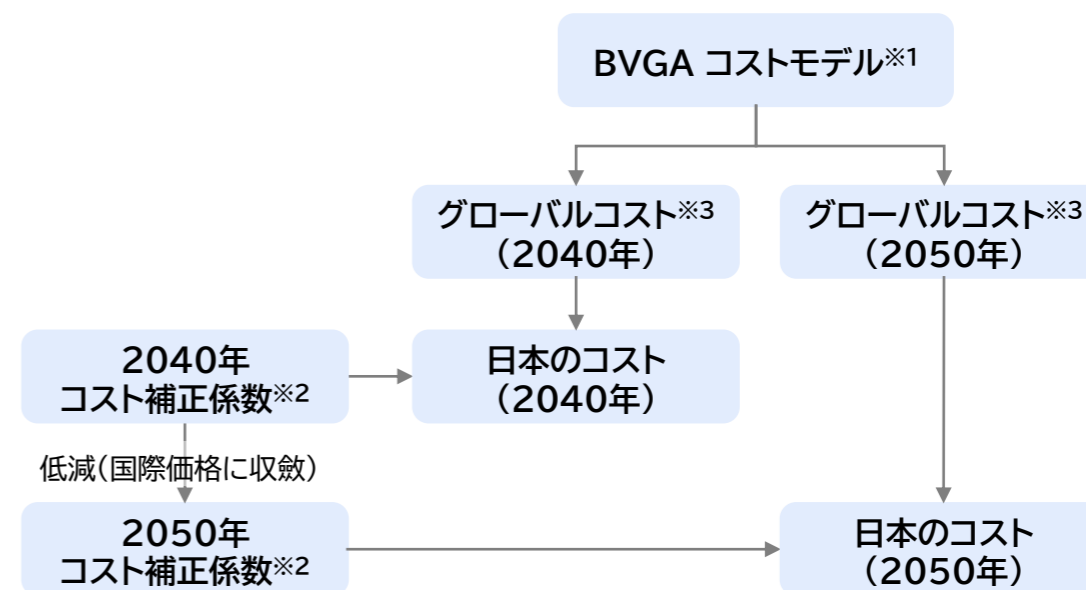 BVGA コストモデル※1
グローバルコスト※3
（2040年）
グローバルコスト※3
（2050年）
2040年
コスト補正係数※2
日本のコスト
（2040年）
低減（国際価格に収斂）
2050年
コスト補正係数※2
日本のコスト
（2050年）